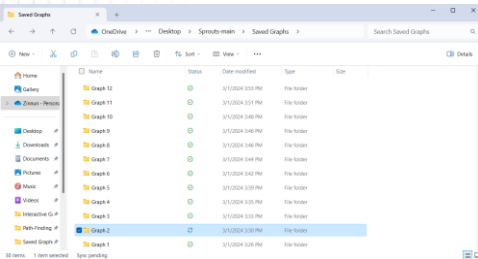 Saved Graphs
OneDrive > ... Desktop > Sprouts-main > Saved Graphs >
Search Saved Graphs
New
Sort
View
...
Details
Name Status Date modified Type Size
Home
Gallery
Desktop
Downloads
Documents
Pictures
Music
Videos
Interactive G
Path-Finding
Saved Graph
Graph 12 3/1/2024 3:53 PM File folder
Graph 11 3/1/2024 3:51 PM File folder
Graph 10 3/1/2024 3:48 PM File folder
Graph 9 3/1/2024 3:46 PM File folder
Graph 8 3/1/2024 3:46 PM File folder
Graph 7 3/1/2024 3:44 PM File folder
Graph 6 3/1/2024 3:42 PM File folder
Graph 5 3/1/2024 3:39 PM File folder
Graph 4 3/1/2024 3:35 PM File folder
Graph 3 3/1/2024 3:33 PM File folder
Graph 2 3/1/2024 3:30 PM File folder
Graph 1 3/1/2024 3:26 PM File folder
30 items 1 item selected Sync pending